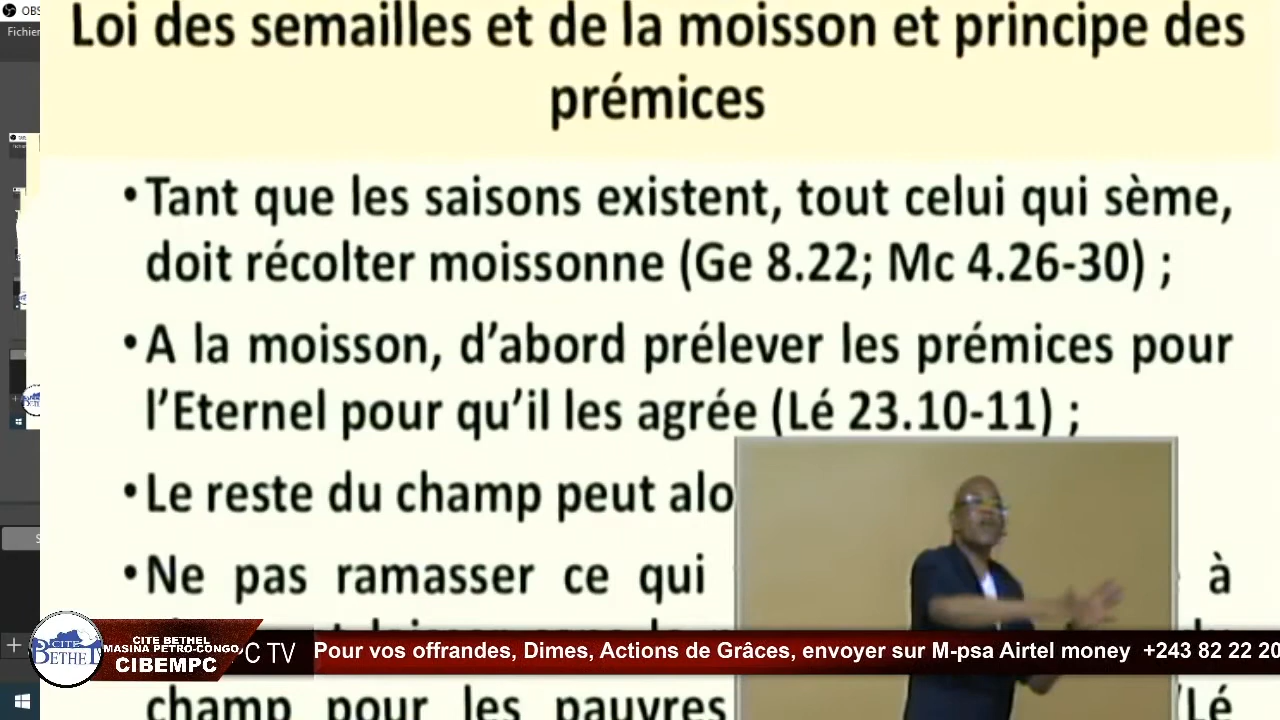 OBS
Fichier
Loi des semailles et de la moisson et principe des
prémices
•Tant que les saisons existent, tout celui qui sème,
doit récolter moissonne (Ge 8.22; Mc 4.26-30) ;
•A la moisson, d’abord prélever les prémices pour
l’Eternel pour qu’il les agrée (Lé 23.10-11) ;
•Le reste du champ peut alo
•Ne pas ramasser ce qui à
champ pour les pauvres (Lé
CITE BETHEL
MASINA PETRO-CONGO
CIBEMPC
CITE
BETHEL
PC TV
Pour vos offrandes, Dimes, Actions de Grâces, envoyer sur M-psa Airtel money +243 82 22 20